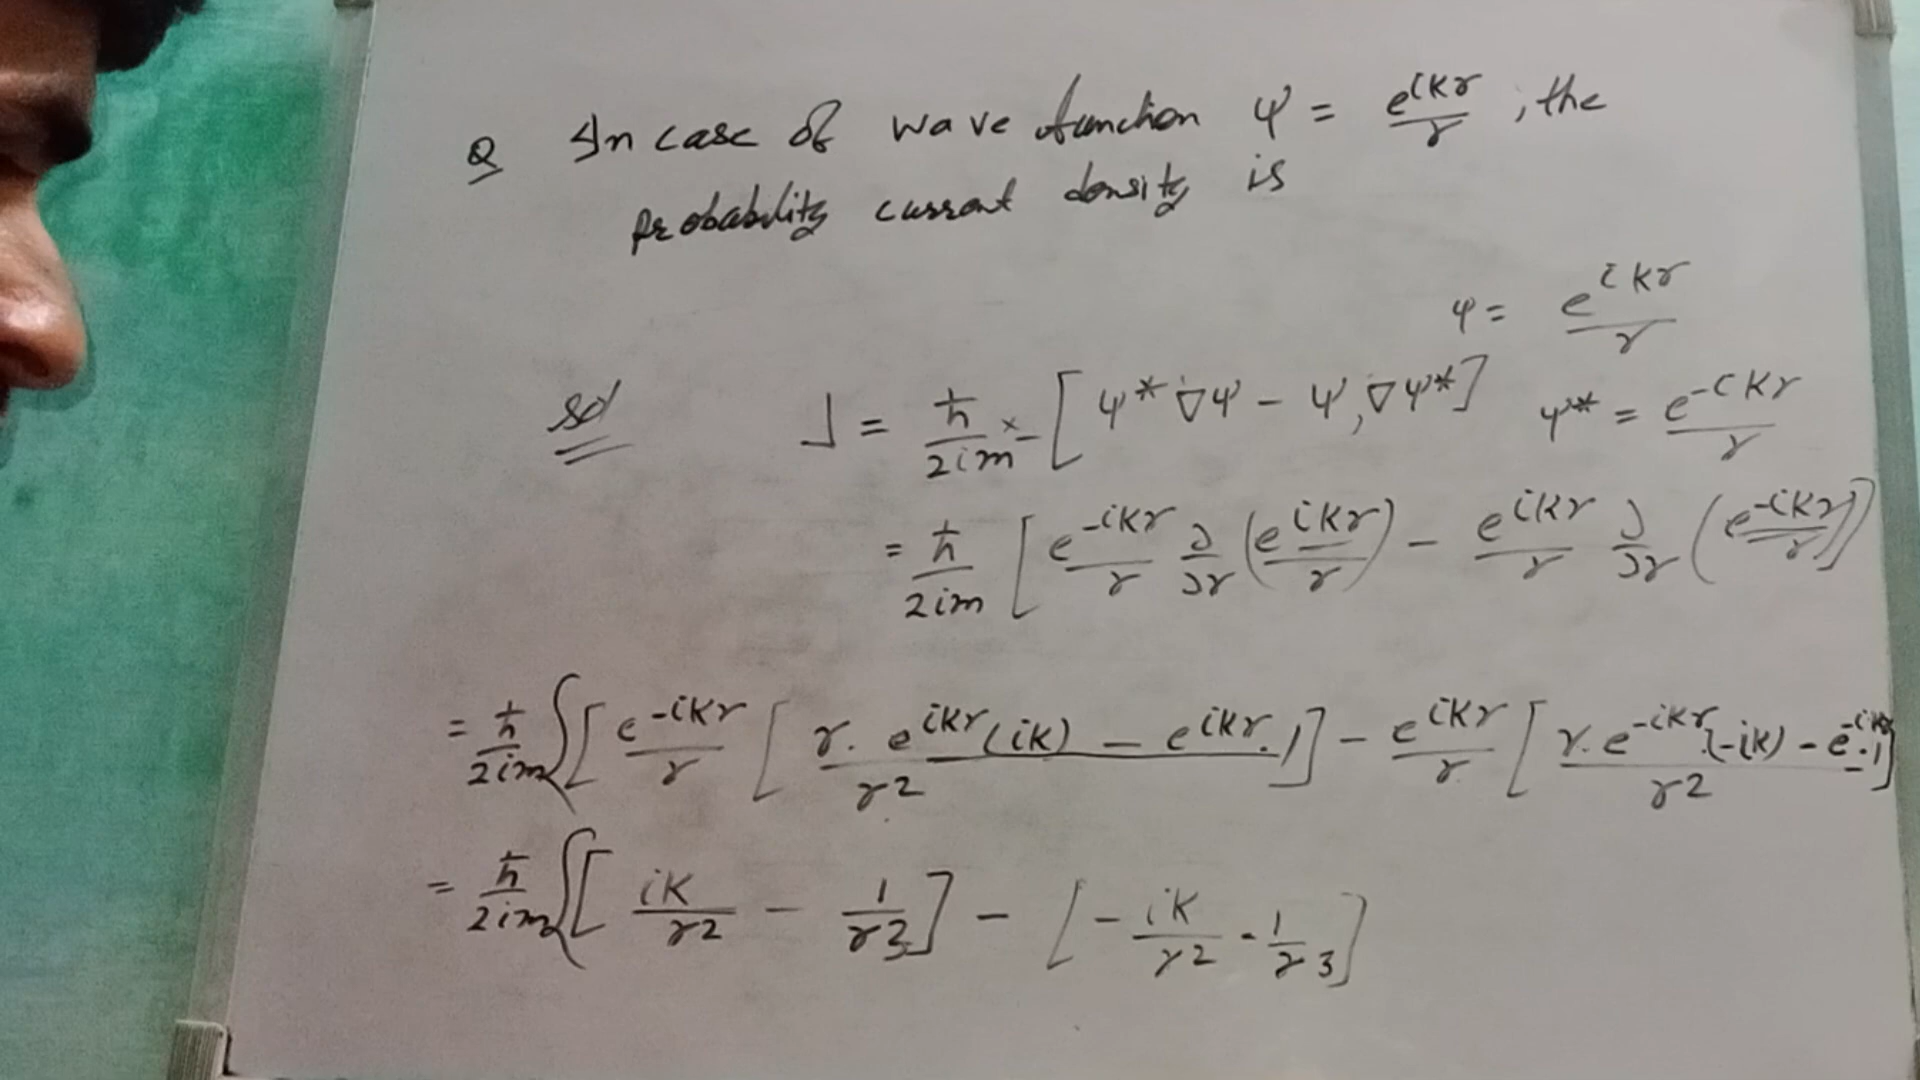 Q In case of wave function ψ = e^ikr/r, the
probability current density is
ψ = e^ikr/r
sol J = ħ/2im × [ψ* ∇ψ - ψ ∇ψ*] ψ* = e^-ikr/r
= ħ/2im [e^-ikr/r ∂/∂r (e^ikr/r) - e^ikr/r ∂/∂r (e^-ikr/r)]
= ħ/2im {[e^-ikr/r [r. e^ikr(ik) - e^ikr.1/r2] - e^ikr/r [r. e^-ikr(-ik) - e^-ikr.1/r2]
= ħ/2im {[ik/r2 - 1/r3] - [-ik/r2 - 1/r3]